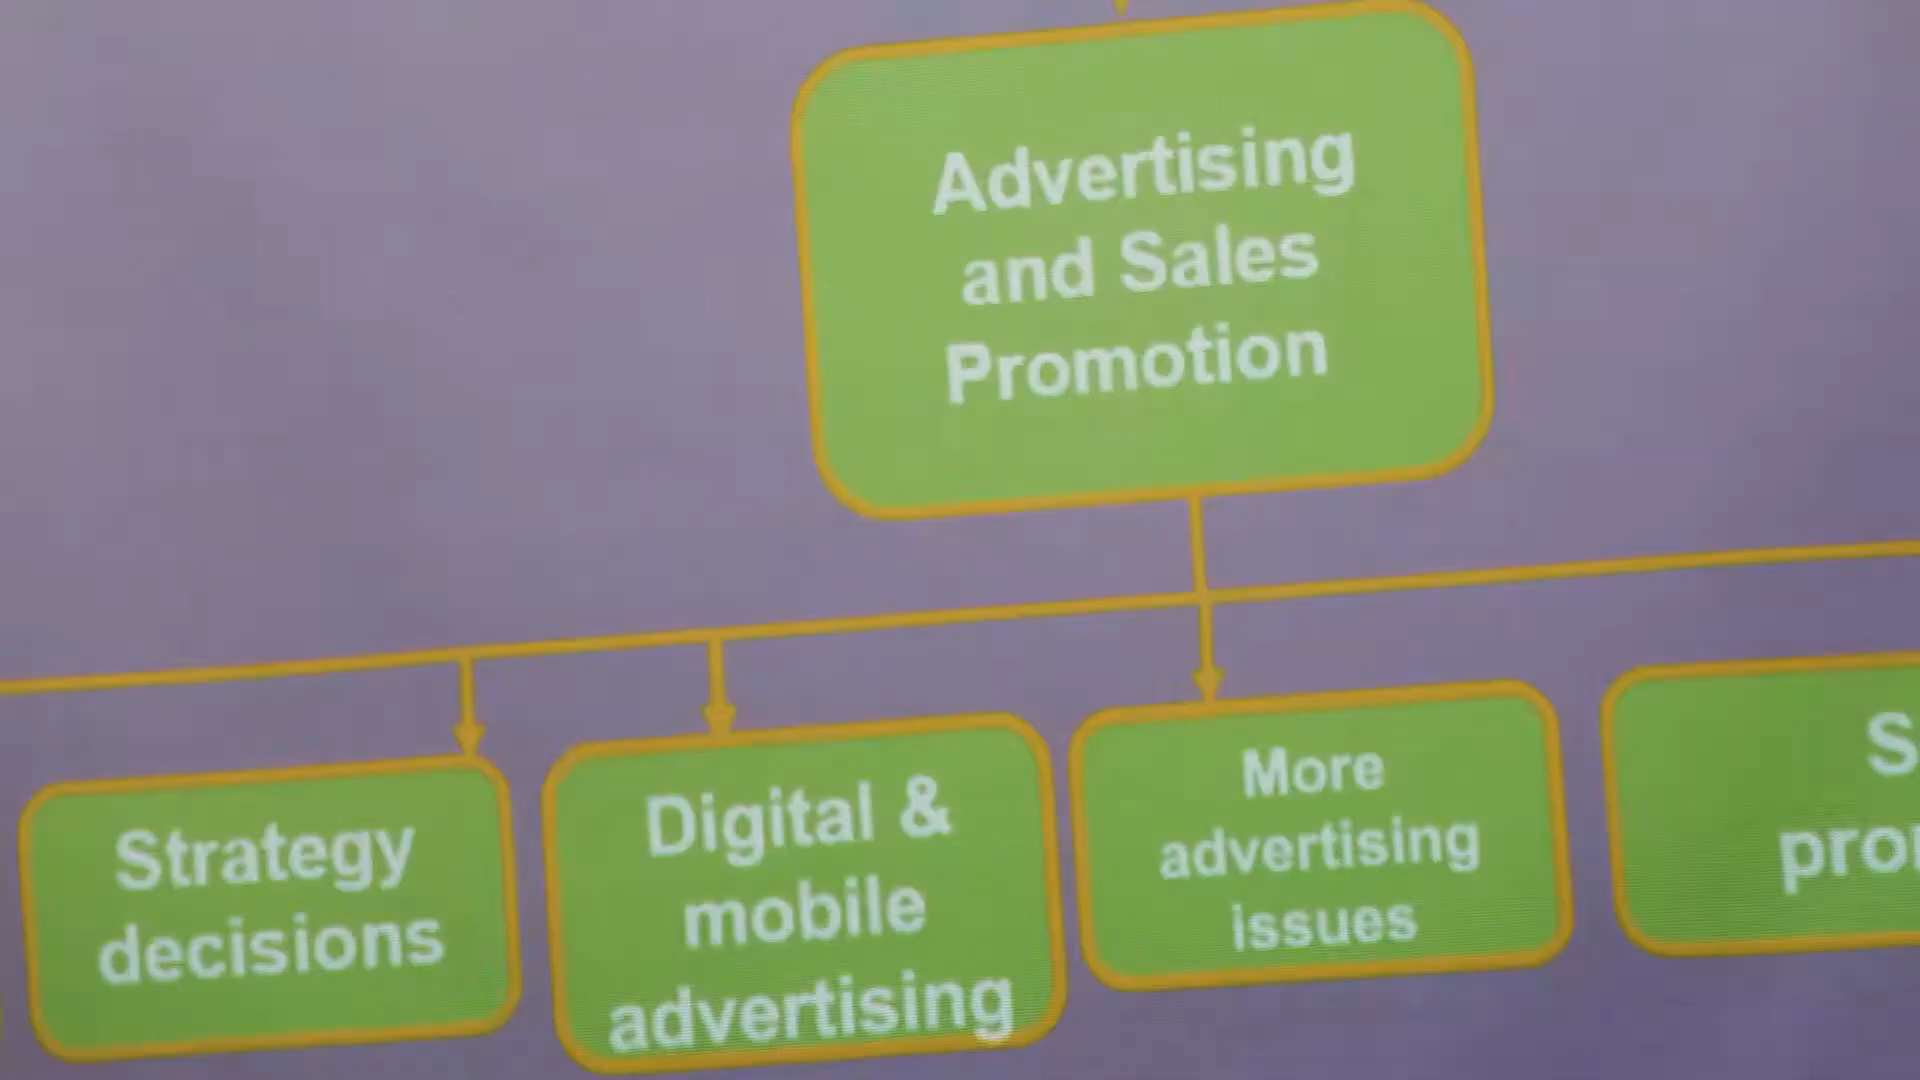 Advertising
and Sales
Promotion
Strategy
decisions
Digital &
mobile
advertising
More
advertising
issues